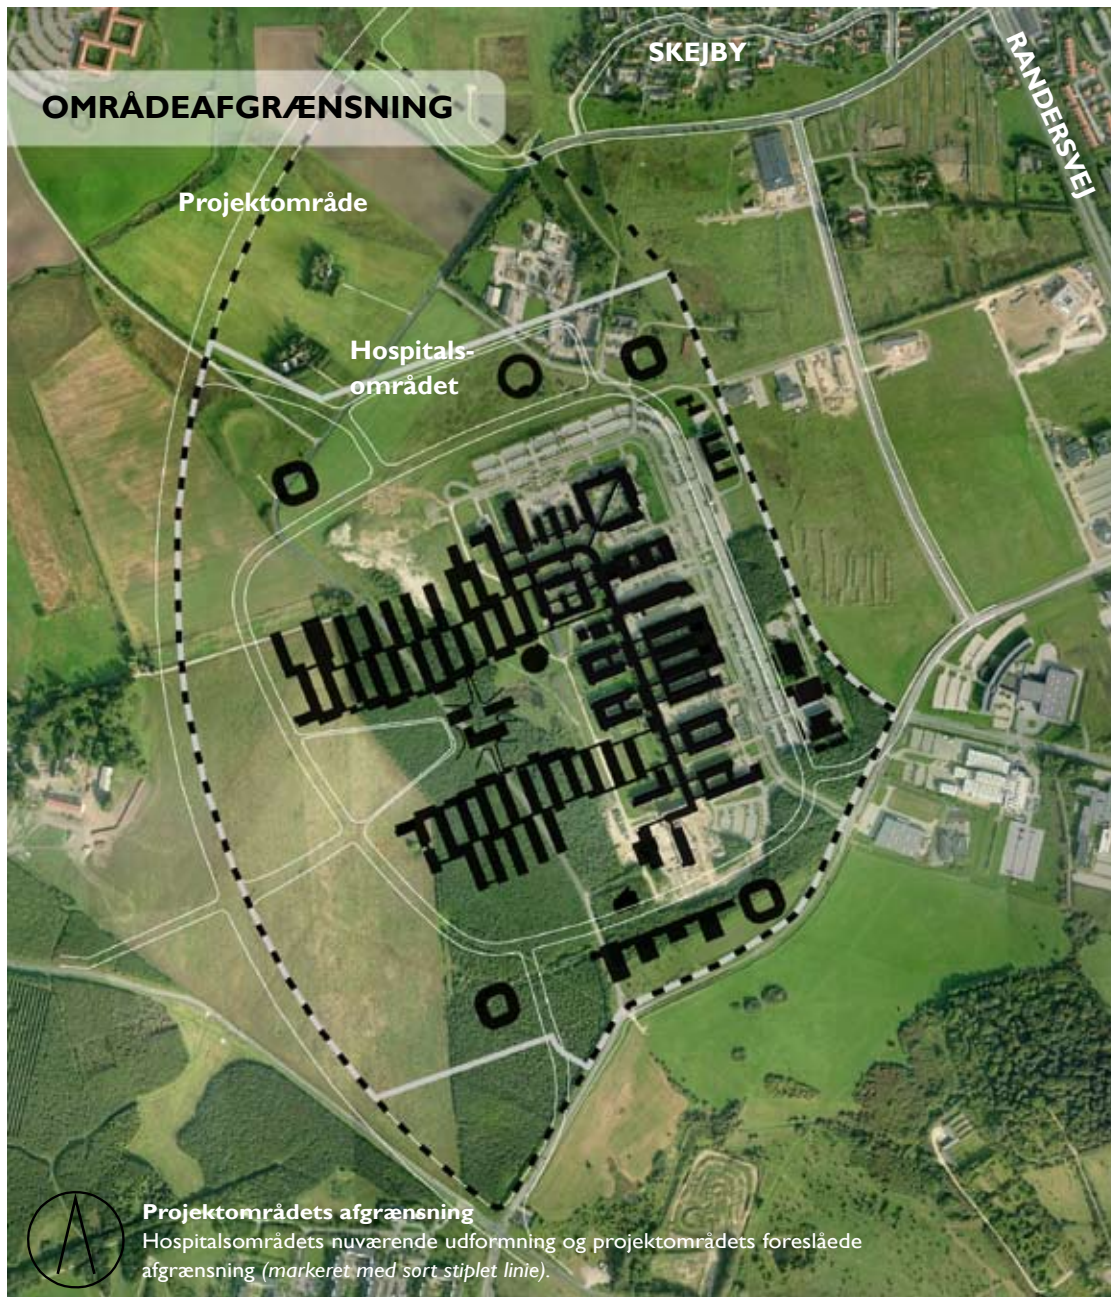 SKEJBY
RANDERSVEJ
OMRÅDEAFGRÆNSNING
Projektområde
Hospitals-
området
Projektområdets afgrænsning
Hospitalsområdets nuværende udformning og projektområdets foreslåede
afgrænsning (markeret med sort stiplet linie).